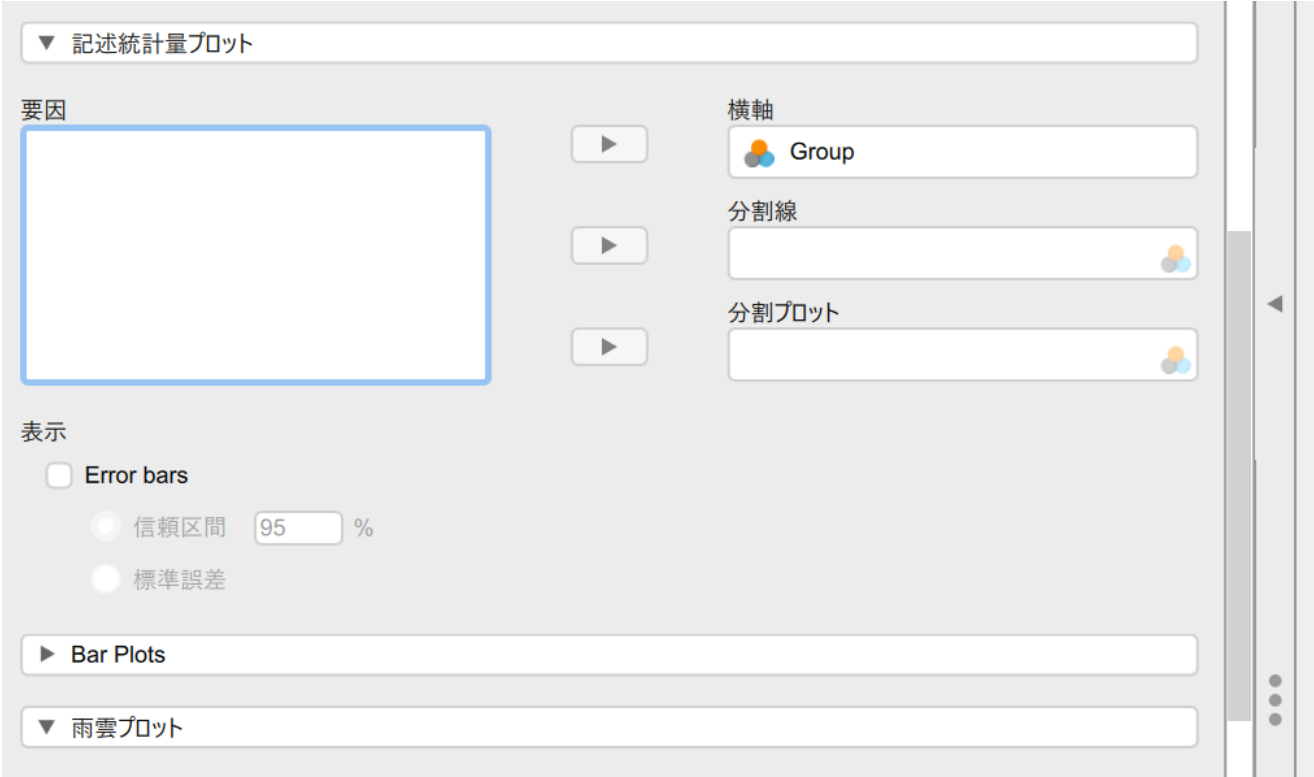 記述統計量プロット
要因
横軸
Group
分割線
分割プロット
表示
Error bars
信頼区間 95 %
標準誤差
Bar Plots
雨雲プロット